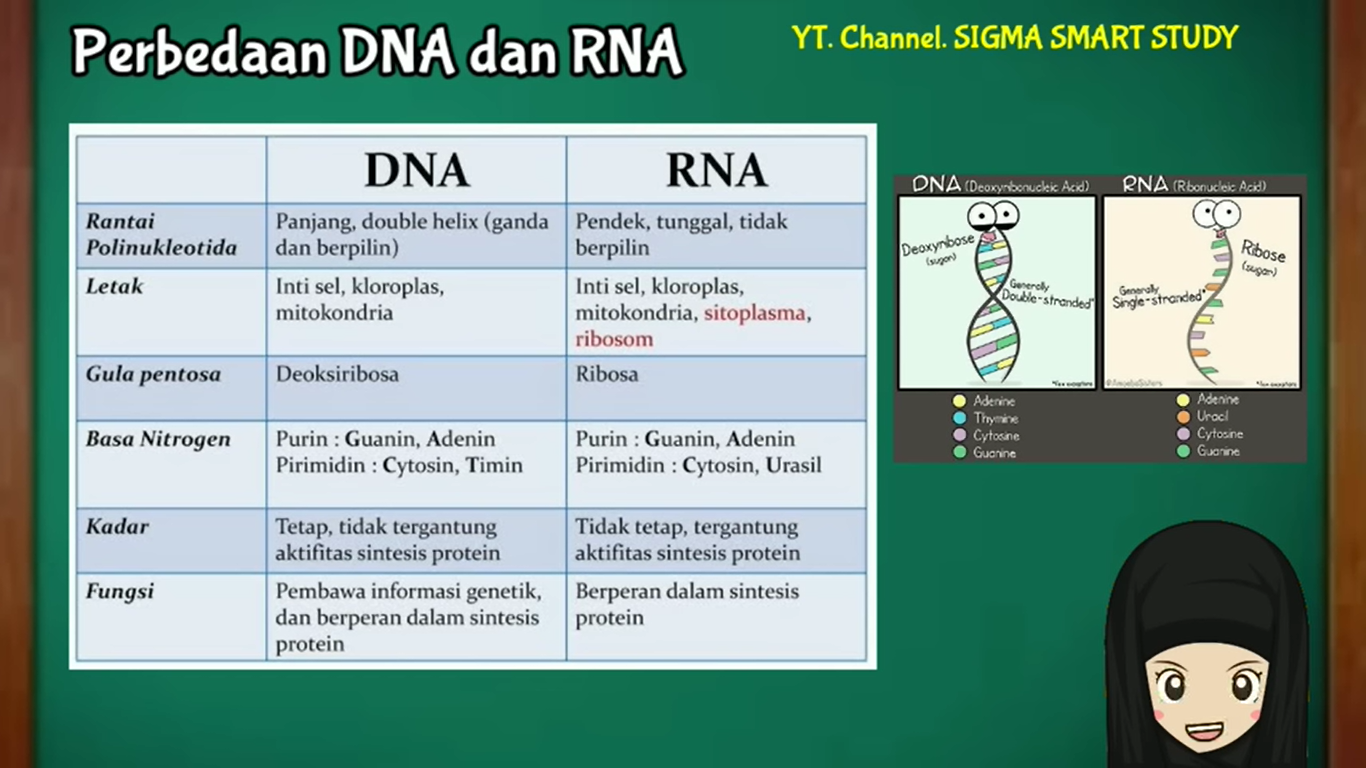 Perbedaan DNA dan RNA
YT. Channel. SIGMA SMART STUDY
DNA
RNA
Rantai
Polinukleotida
Panjang, double helix (ganda
dan berpilin)
Pendek, tunggal, tidak
berpilin
Letak
Inti sel, kloroplas,
mitokondria
Inti sel, kloroplas,
mitokondria, sitoplasma,
ribosom
Gula pentosa
Deoksiribosa
Ribosa
Basa Nitrogen
Purin : Guanin, Adenin
Pirimidin : Cytosin, Timin
Purin : Guanin, Adenin
Pirimidin : Cytosin, Urasil
Kadar
Tetap, tidak tergantung
aktifitas sintesis protein
Tidak tetap, tergantung
aktifitas sintesis protein
Fungsi
Pembawa informasi genetik,
dan berperan dalam sintesis
protein
Berperan dalam sintesis
protein
DNA (Deoxyribonucleic Acid)
Deoxyribose
(sugar)
Generally
Double-stranded*
*Few exceptions
Adenine
Thymine
Cytosine
Guanine
RNA (Ribonucleic Acid)
Ribose
(sugar)
Generally
Single-stranded*
©AmoebaSisters
*Few exceptions
Adenine
Uracil
Cytosine
Guanine